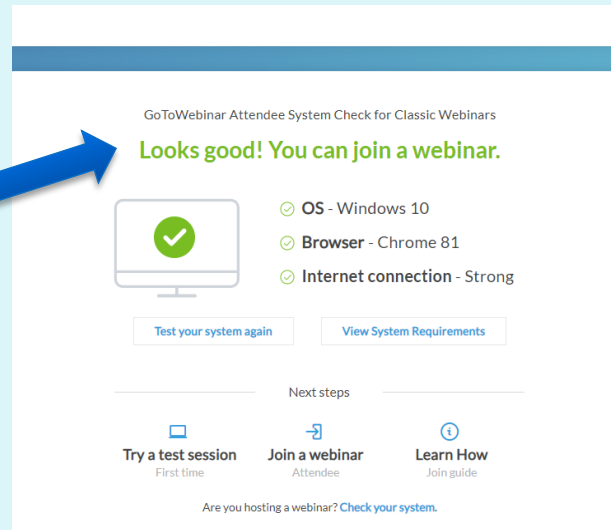 GoToWebinar Attendee System Check for Classic Webinars
Looks good! You can join a webinar.
OS - Windows 10
Browser - Chrome 81
Internet connection - Strong
Test your system again
View System Requirements
Next steps
Try a test session
First time
Join a webinar
Attendee
Learn How
Join guide
Are you hosting a webinar? Check your system.